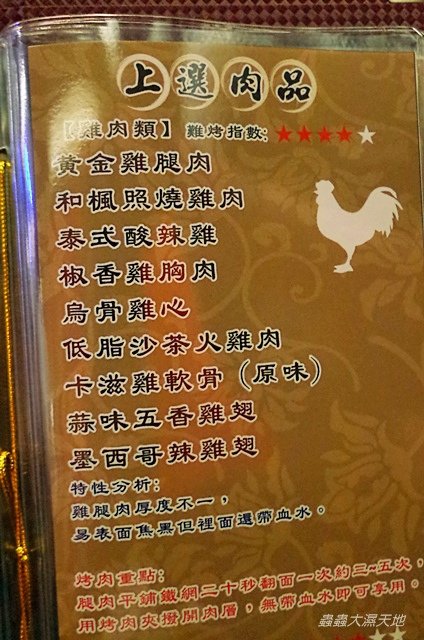 上選肉品
【雞肉類】 難烤指數:★★★★★
黃金雞腿肉
和楓照燒雞肉
泰式酸辣雞
椒香雞胸肉
烏骨雞心
低脂沙茶火雞肉
卡滋雞軟骨（原味）
蒜味五香雞翅
墨西哥辣雞翅
特性分析:
雞腿肉厚度不一，
易表面焦黑但裡面還帶血水。
烤肉重點:
腿肉平鋪鐵網二十秒翻面一次約三~五次，
用烤肉夾撥開肉層，無帶血水即可享用。
蟲蟲大濕天地